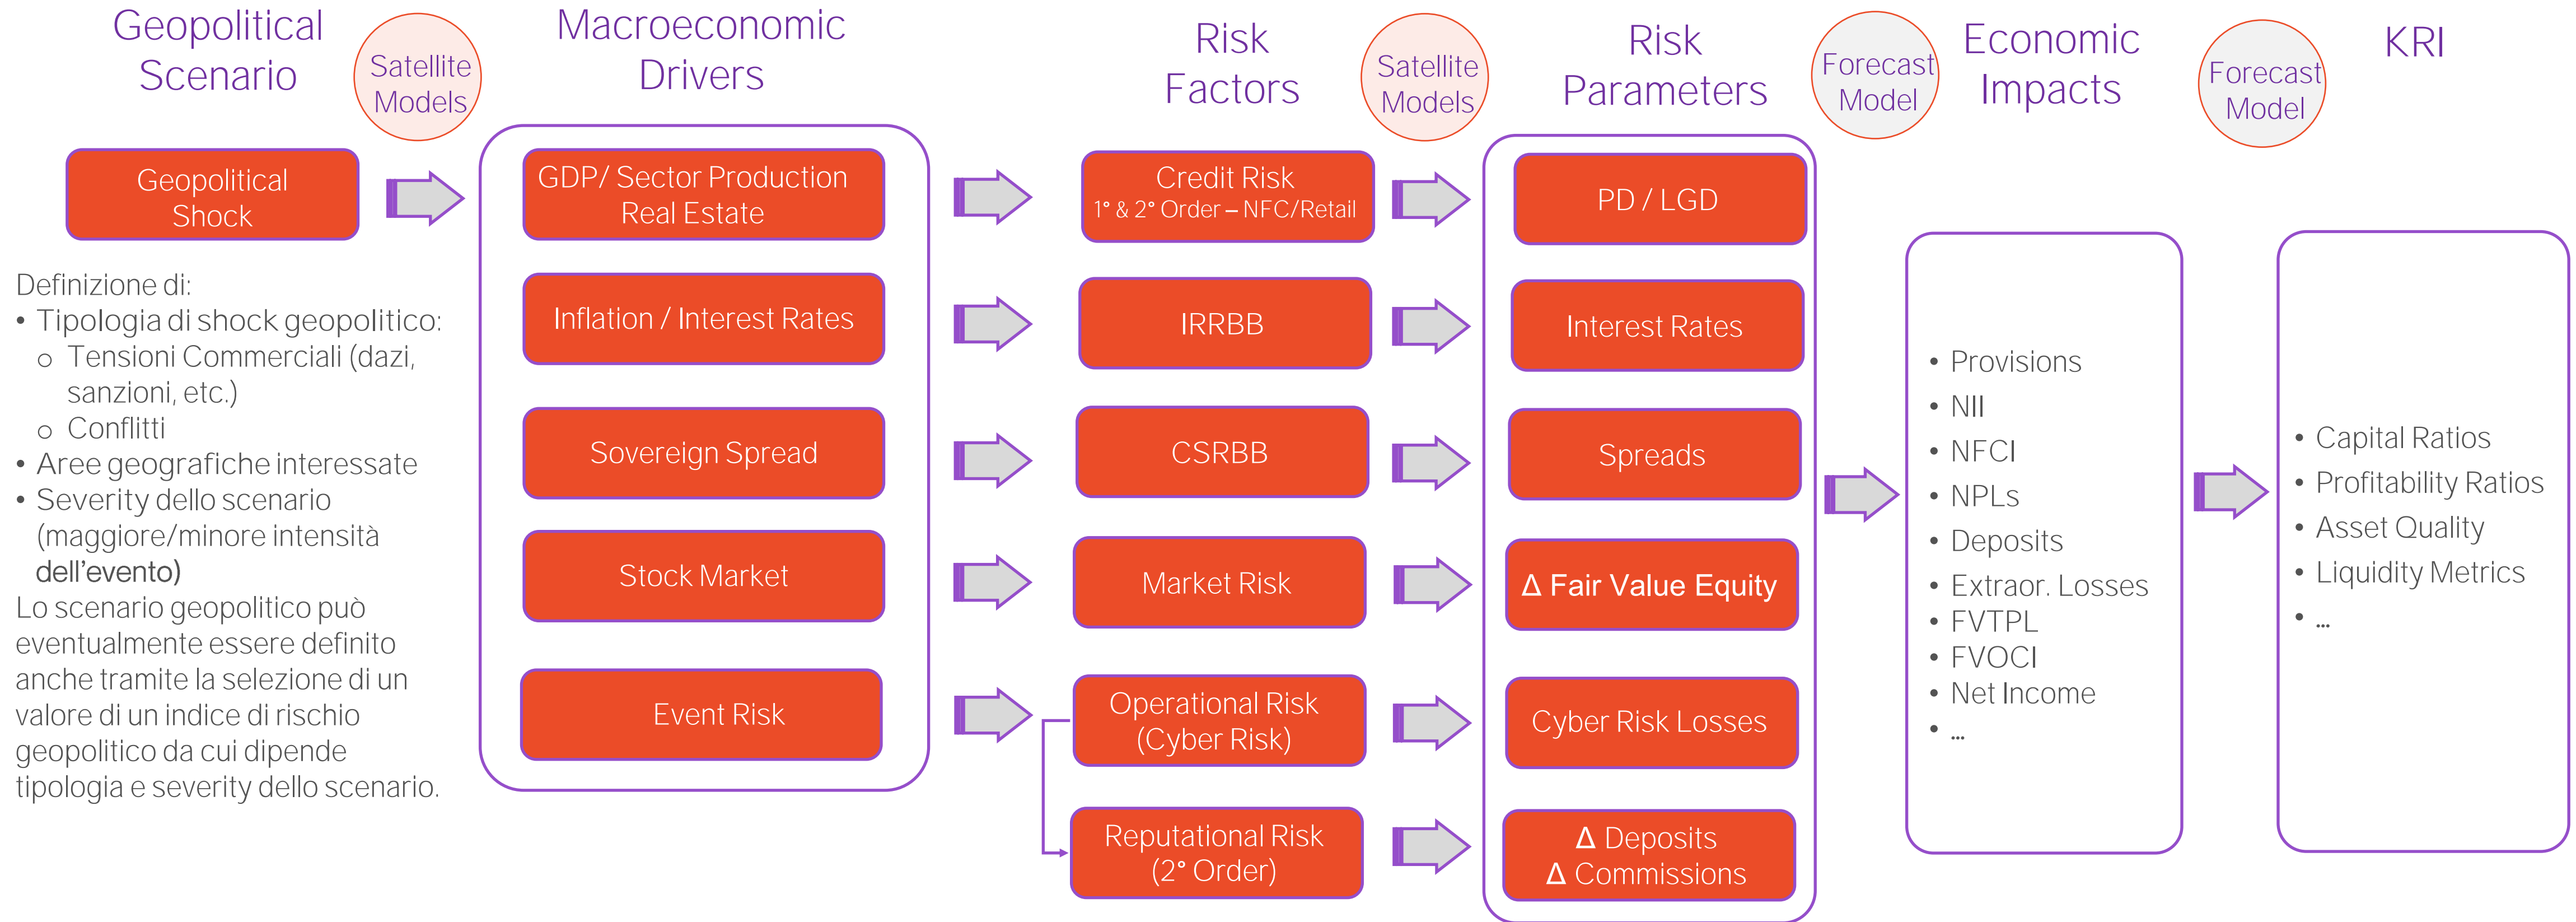 Geopolitical
Scenario
Satellite
Models
Macroeconomic
Drivers
Risk
Factors
Satellite
Models
Risk
Parameters
Forecast
Model
Economic
Impacts
Forecast
Model
KRI
Geopolitical
Shock
Definizione di:
• Tipologia di shock geopolitico:
o Tensioni Commerciali (dazi,
sanzioni, etc.)
o Conflitti
• Aree geografiche interessate
• Severity dello scenario
(maggiore/minore intensità
dell’evento)
Lo scenario geopolitico può
eventualmente essere definito
anche tramite la selezione di un
valore di un indice di rischio
geopolitico da cui dipende
tipologia e severity dello scenario.
GDP/ Sector Production
Real Estate
Inflation / Interest Rates
Sovereign Spread
Stock Market
Event Risk
Credit Risk
1° & 2° Order – NFC/Retail
IRRBB
CSRBB
Market Risk
Operational Risk
(Cyber Risk)
Reputational Risk
(2° Order)
PD / LGD
Interest Rates
Spreads
Δ Fair Value Equity
Cyber Risk Losses
Δ Deposits
Δ Commissions
• Provisions
• NII
• NFCI
• NPLs
• Deposits
• Extraor. Losses
• FVTPL
• FVOCI
• Net Income
• ...
• Capital Ratios
• Profitability Ratios
• Asset Quality
• Liquidity Metrics
• ...